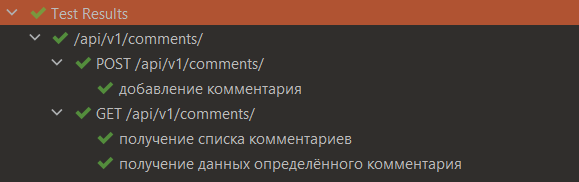 Test Results
/api/v1/comments/
POST /api/v1/comments/
добавление комментария
GET /api/v1/comments/
получение списка комментариев
получение данных определённого комментария